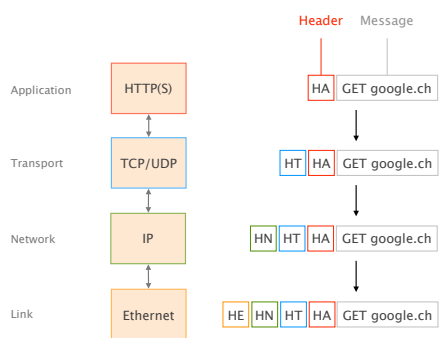 Header Message
Application HTTP(S) HA GET google.ch
Transport TCP/UDP HT HA GET google.ch
Network IP HN HT HA GET google.ch
Link Ethernet HE HN HT HA GET google.ch